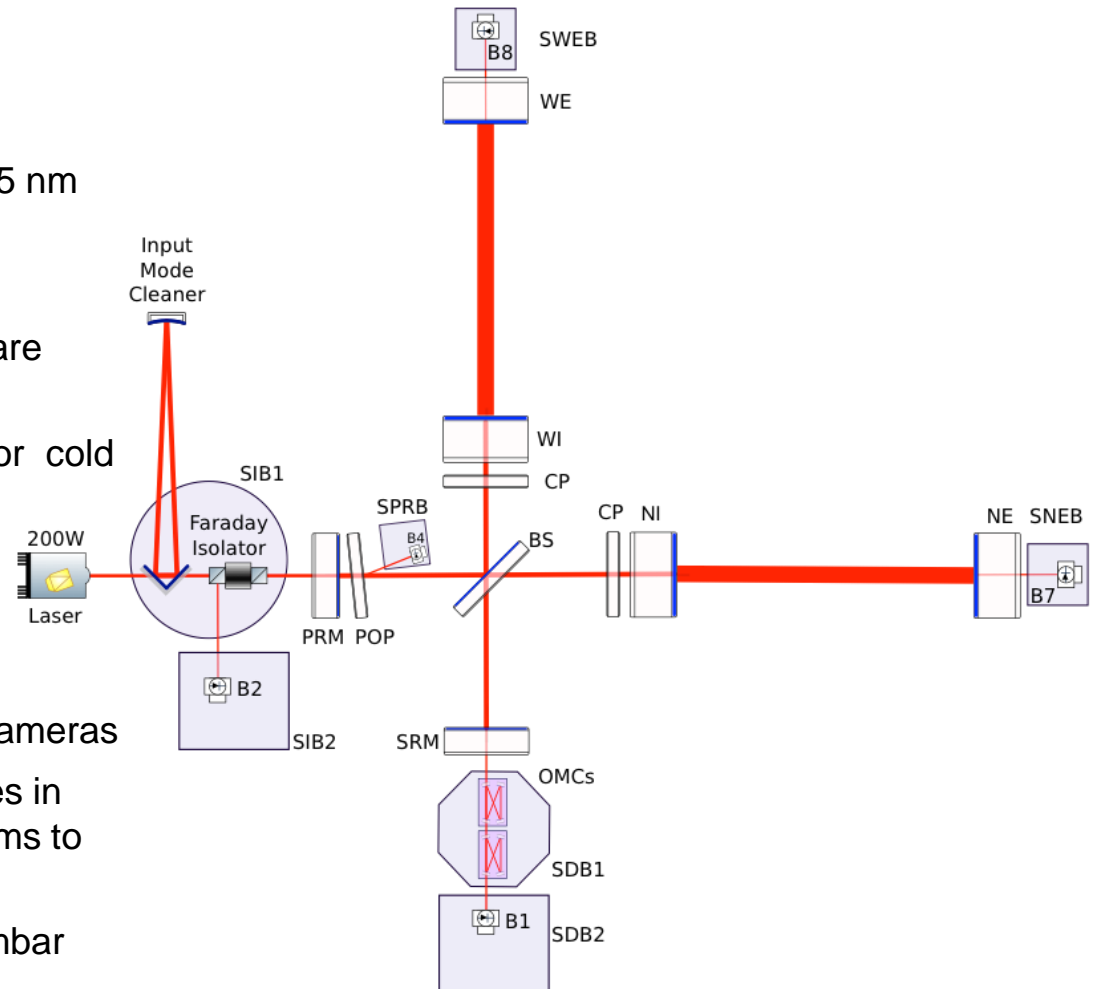 B8
SWEB
WE
5 nm
Input
Mode
Cleaner
are
WI
or cold
CP
SIB1
SPRB
CP
NI
NE
SNEB
Faraday
Isolator
200W
B4
BS
B7
Laser
PRM
POP
B2
ameras
SIB2
SRM
OMCs
es in
ms to
SDB1
B1
SDB2
nbar